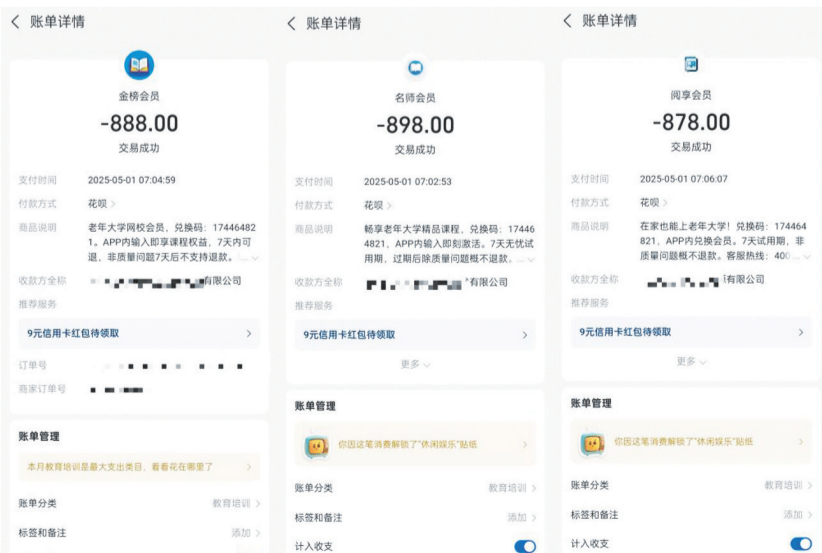 账单详情
金榜会员
-888.00
交易成功
支付时间 2025-05-01 07:04:59
付款方式 花呗
商品说明 老年大学网校会员，兑换码：17446482
1。APP内输入即享课程权益，7天内可
退，非质量问题7天后不支持退款。...
收款方全称 有限公司
推荐服务
9元信用卡红包待领取
订单号
商家订单号
账单管理
本月教育培训是最大支出类目，看看花在哪里了
账单分类 教育培训
标签和备注 添加
账单详情
名师会员
-898.00
交易成功
支付时间 2025-05-01 07:02:53
付款方式 花呗
商品说明 畅享老年大学精品课程，兑换码：17446
4821，APP内输入即刻激活。7天无忧试
用期，过期后除质量问题概不退款。...
收款方全称 有限公司
推荐服务
9元信用卡红包待领取
更多
账单管理
你因这笔消费解锁了"休闲娱乐"贴纸
账单分类 教育培训
标签和备注 添加
计入收支
账单详情
阅享会员
-878.00
交易成功
支付时间 2025-05-01 07:06:07
付款方式 花呗
商品说明 在家也能上老年大学！兑换码：174464
821，APP内兑换会员。7天试用期，非
质量问题概不退款。客服热线：400...
收款方全称 有限公司
推荐服务
9元信用卡红包待领取
更多
账单管理
你因这笔消费解锁了"休闲娱乐"贴纸
账单分类 教育培训
标签和备注 添加
计入收支